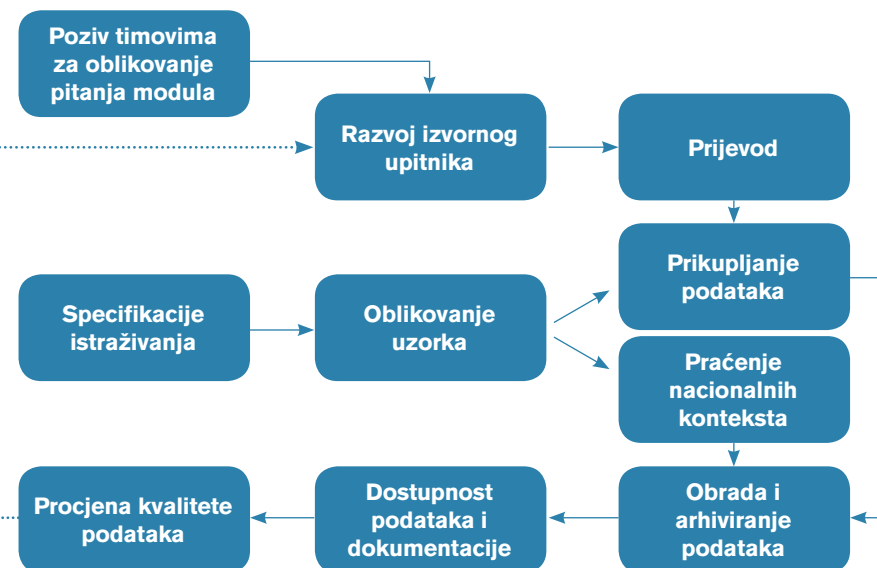 Poziv timovima
za oblikovanje
pitanja modula
Razvoj izvornog
upitnika
Prijevod
Prikupljanje
podataka
Specifikacije
istraživanja
Oblikovanje
uzorka
Praćenje
nacionalnih
konteksta
Procjena kvalitete
podataka
Dostupnost
podataka i
dokumentacije
Obrada i
arhiviranje
podataka